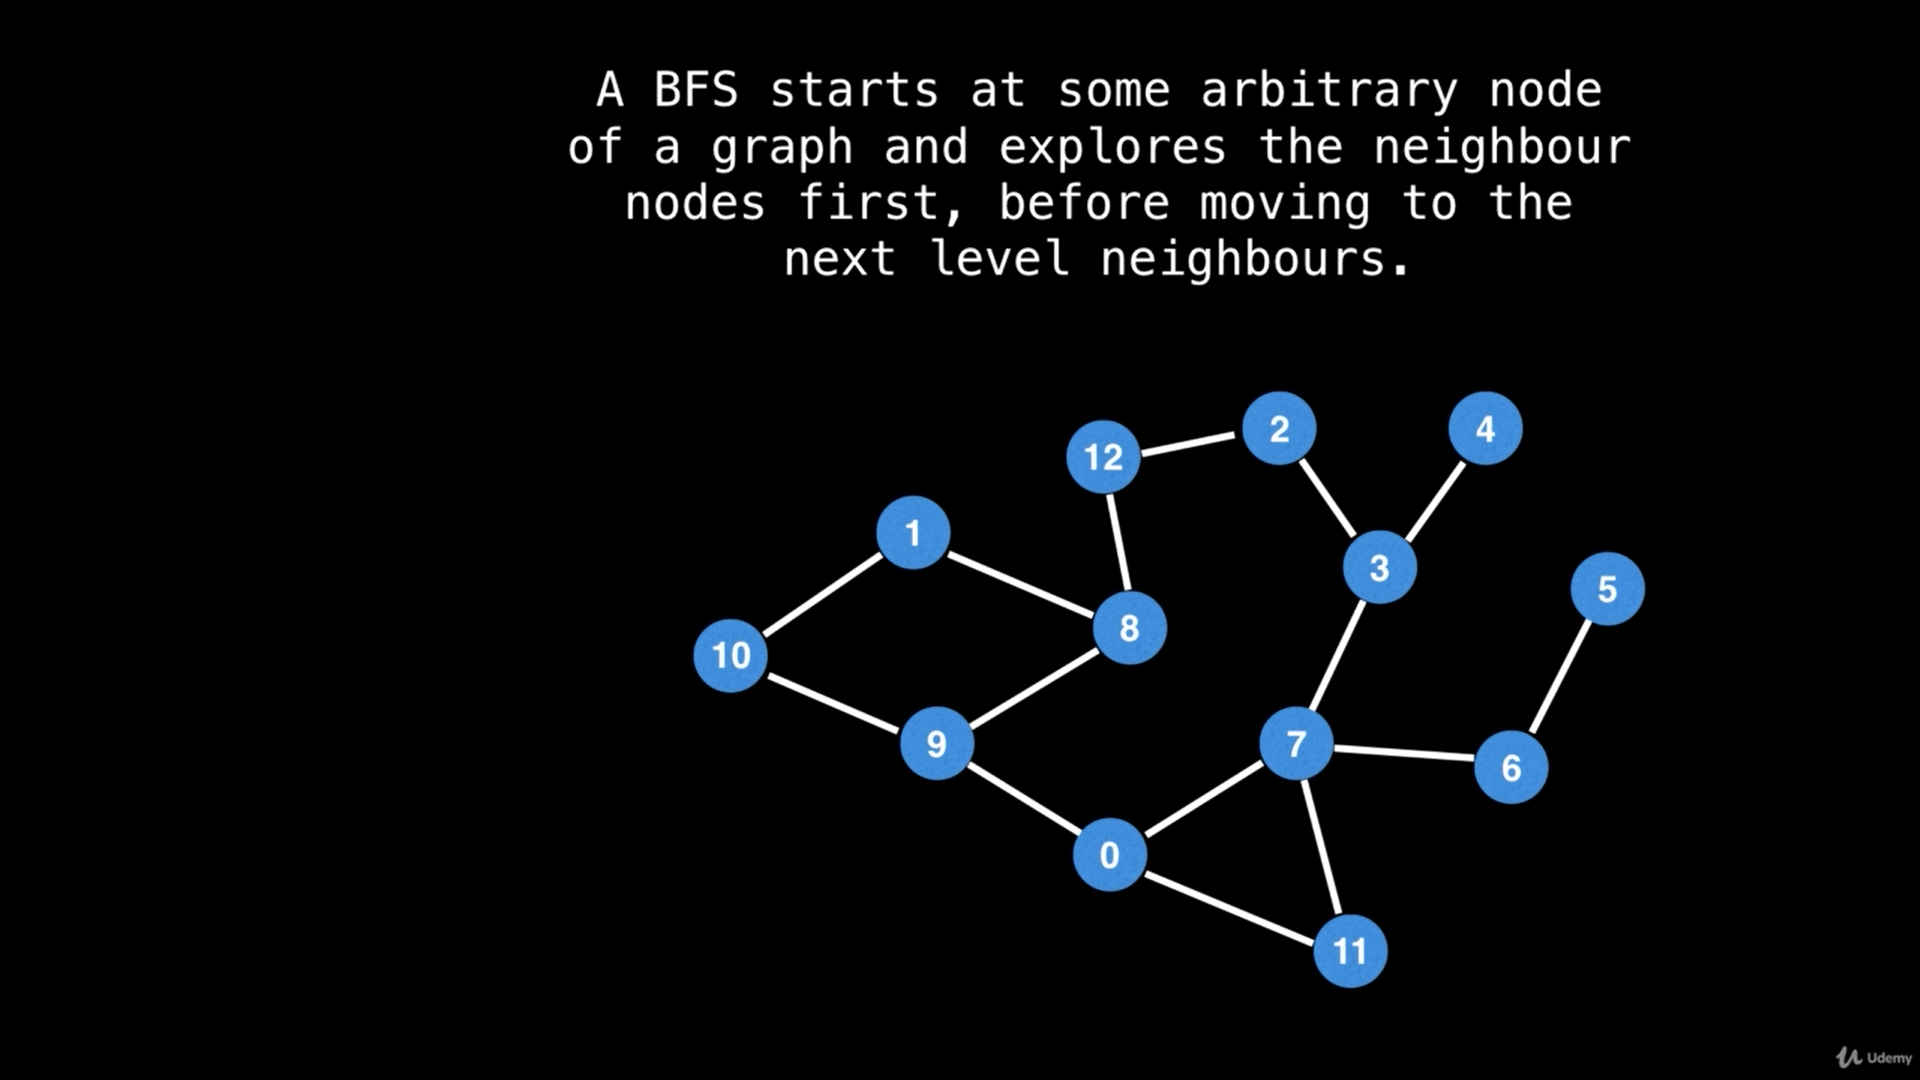 A BFS starts at some arbitrary node
of a graph and explores the neighbour
nodes first, before moving to the
next level neighbours.
2
4
12
1
3
5
8
10
9
7
6
0
11
Udemy